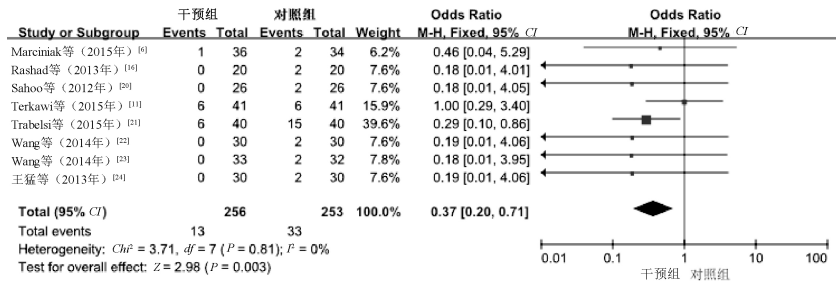 干预组 对照组 Odds Ratio Odds Ratio
Study or Subgroup Events Total Events Total Weight M-H, Fixed, 95% CI M-H, Fixed, 95% CI
Marciniak等（2015年）[6] 1 36 2 34 6.2% 0.46 [0.04, 5.29]
Rashad等（2013年）[16] 0 20 2 20 7.6% 0.18 [0.01, 4.01]
Sahoo等（2012年）[20] 0 26 2 26 7.6% 0.18 [0.01, 4.05]
Terkawi等（2015年）[11] 6 41 6 41 15.9% 1.00 [0.29, 3.40]
Trabelsi等（2015年）[21] 6 40 15 40 39.6% 0.29 [0.10, 0.86]
Wang等（2014年）[22] 0 30 2 30 7.6% 0.19 [0.01, 4.06]
Wang等（2014年）[23] 0 33 2 32 7.8% 0.18 [0.01, 3.95]
王猛等（2013年）[24] 0 30 2 30 7.6% 0.19 [0.01, 4.06]
Total (95% CI) 256 253 100.0% 0.37 [0.20, 0.71]
Total events 13 33
Heterogeneity: Chi² = 3.71, df = 7 (P = 0.81); I² = 0%
Test for overall effect: Z = 2.98 (P = 0.003)
0.01 0.1 1 10 100
干预组 对照组